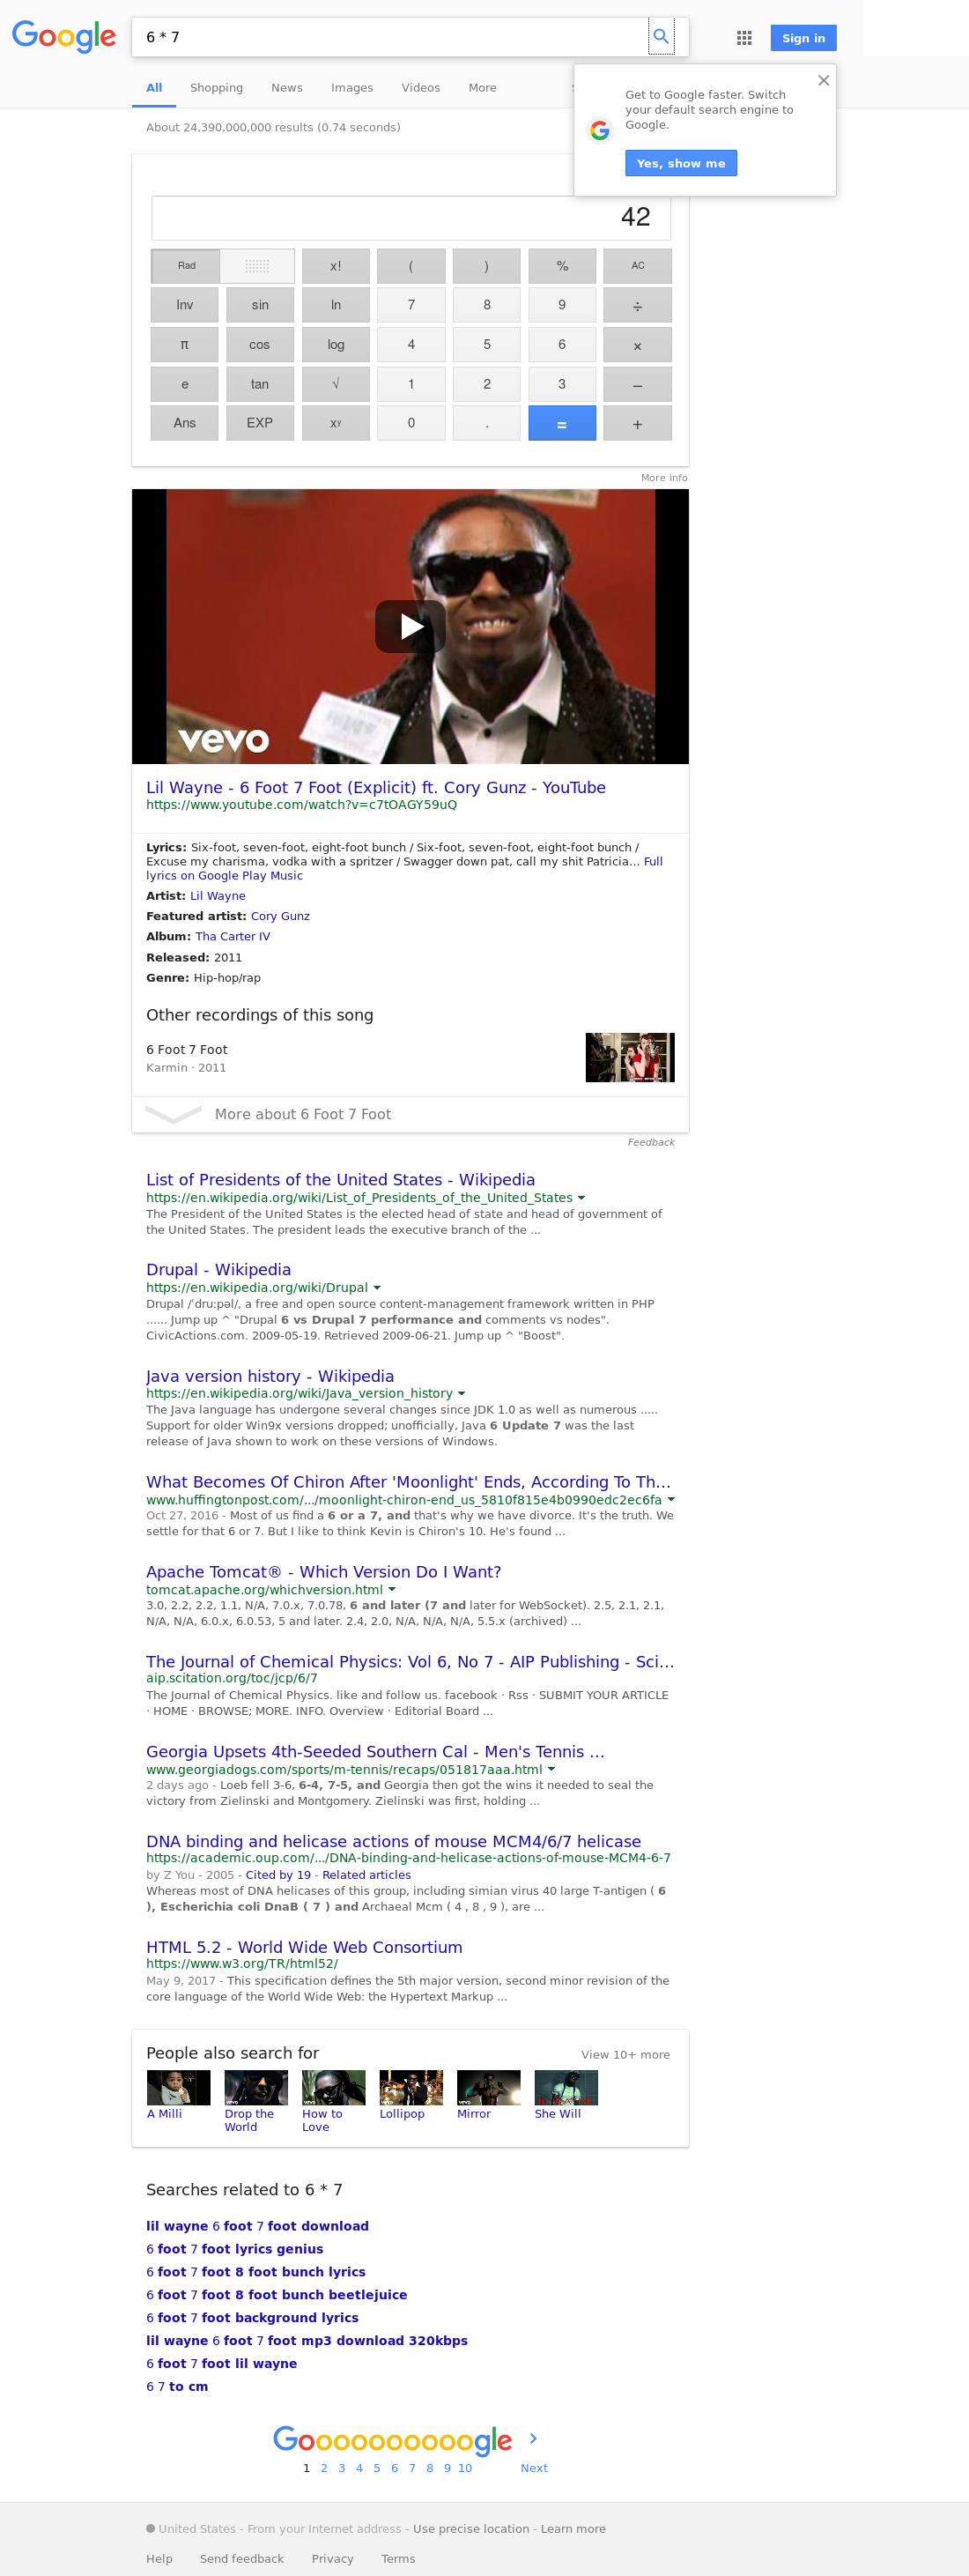 Google
6 * 7
Sign in
All Shopping News Images Videos More
Get to Google faster. Switch
your default search engine to
Google.
Yes, show me
About 24,390,000,000 results (0.74 seconds)
42
Rad x! ( ) % AC
Inv sin ln 7 8 9 ÷
π cos log 4 5 6 ×
e tan √ 1 2 3 –
Ans EXP xʸ 0 . = +
More info
vevo
Lil Wayne - 6 Foot 7 Foot (Explicit) ft. Cory Gunz - YouTube
https://www.youtube.com/watch?v=c7tOAGY59uQ
Lyrics: Six-foot, seven-foot, eight-foot bunch / Six-foot, seven-foot, eight-foot bunch /
Excuse my charisma, vodka with a spritzer / Swagger down pat, call my shit Patricia… Full
lyrics on Google Play Music
Artist: Lil Wayne
Featured artist: Cory Gunz
Album: Tha Carter IV
Released: 2011
Genre: Hip-hop/rap
Other recordings of this song
6 Foot 7 Foot
Karmin · 2011
More about 6 Foot 7 Foot
Feedback
List of Presidents of the United States - Wikipedia
https://en.wikipedia.org/wiki/List_of_Presidents_of_the_United_States
The President of the United States is the elected head of state and head of government of
the United States. The president leads the executive branch of the ...
Drupal - Wikipedia
https://en.wikipedia.org/wiki/Drupal
Drupal /ˈdruːpəl/, a free and open source content-management framework written in PHP
...... Jump up ^ "Drupal 6 vs Drupal 7 performance and comments vs nodes".
CivicActions.com. 2009-05-19. Retrieved 2009-06-21. Jump up ^ "Boost".
Java version history - Wikipedia
https://en.wikipedia.org/wiki/Java_version_history
The Java language has undergone several changes since JDK 1.0 as well as numerous .....
Support for older Win9x versions dropped; unofficially, Java 6 Update 7 was the last
release of Java shown to work on these versions of Windows.
What Becomes Of Chiron After 'Moonlight' Ends, According To Th...
www.huffingtonpost.com/.../moonlight-chiron-end_us_5810f815e4b0990edc2ec6fa
Oct 27, 2016 - Most of us find a 6 or a 7, and that's why we have divorce. It's the truth. We
settle for that 6 or 7. But I like to think Kevin is Chiron's 10. He's found ...
Apache Tomcat® - Which Version Do I Want?
tomcat.apache.org/whichversion.html
3.0, 2.2, 2.2, 1.1, N/A, 7.0.x, 7.0.78, 6 and later (7 and later for WebSocket). 2.5, 2.1, 2.1,
N/A, N/A, 6.0.x, 6.0.53, 5 and later. 2.4, 2.0, N/A, N/A, N/A, 5.5.x (archived) ...
The Journal of Chemical Physics: Vol 6, No 7 - AIP Publishing - Sci...
aip.scitation.org/toc/jcp/6/7
The Journal of Chemical Physics. like and follow us. facebook · Rss · SUBMIT YOUR ARTICLE
· HOME · BROWSE; MORE. INFO. Overview · Editorial Board ...
Georgia Upsets 4th-Seeded Southern Cal - Men's Tennis ...
www.georgiadogs.com/sports/m-tennis/recaps/051817aaa.html
2 days ago - Loeb fell 3-6, 6-4, 7-5, and Georgia then got the wins it needed to seal the
victory from Zielinski and Montgomery. Zielinski was first, holding ...
DNA binding and helicase actions of mouse MCM4/6/7 helicase
https://academic.oup.com/.../DNA-binding-and-helicase-actions-of-mouse-MCM4-6-7
by Z You - 2005 - Cited by 19 - Related articles
Whereas most of DNA helicases of this group, including simian virus 40 large T-antigen ( 6
), Escherichia coli DnaB ( 7 ) and Archaeal Mcm ( 4 , 8 , 9 ), are ...
HTML 5.2 - World Wide Web Consortium
https://www.w3.org/TR/html52/
May 9, 2017 - This specification defines the 5th major version, second minor revision of the
core language of the World Wide Web: the Hypertext Markup ...
People also search for View 10+ more
A Milli Drop the World How to Love Lollipop Mirror She Will
Searches related to 6 * 7
lil wayne 6 foot 7 foot download
6 foot 7 foot lyrics genius
6 foot 7 foot 8 foot bunch lyrics
6 foot 7 foot 8 foot bunch beetlejuice
6 foot 7 foot background lyrics
lil wayne 6 foot 7 foot mp3 download 320kbps
6 foot 7 foot lil wayne
6 7 to cm
Goooooooooogle
1 2 3 4 5 6 7 8 9 10 Next
United States - From your Internet address - Use precise location - Learn more
Help Send feedback Privacy Terms